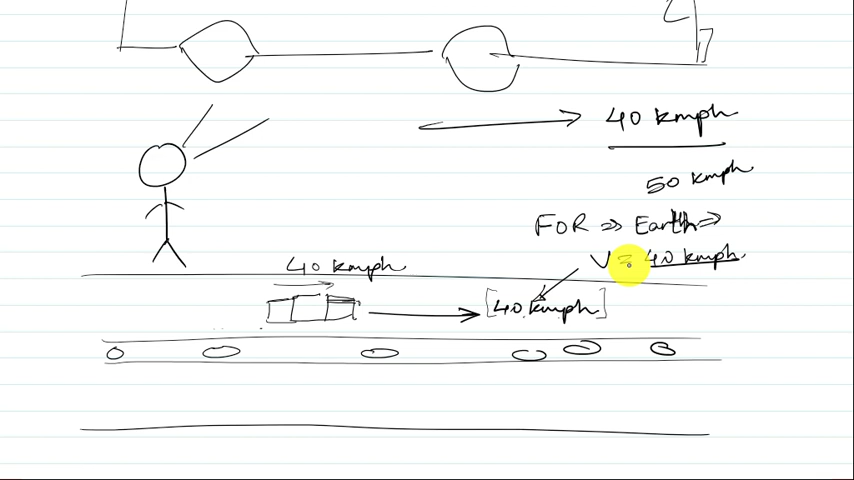 40 kmph
50 kmph
FOR ⇒ Earth ⇒
V = 40 kmph
40 kmph
[40 kmph]